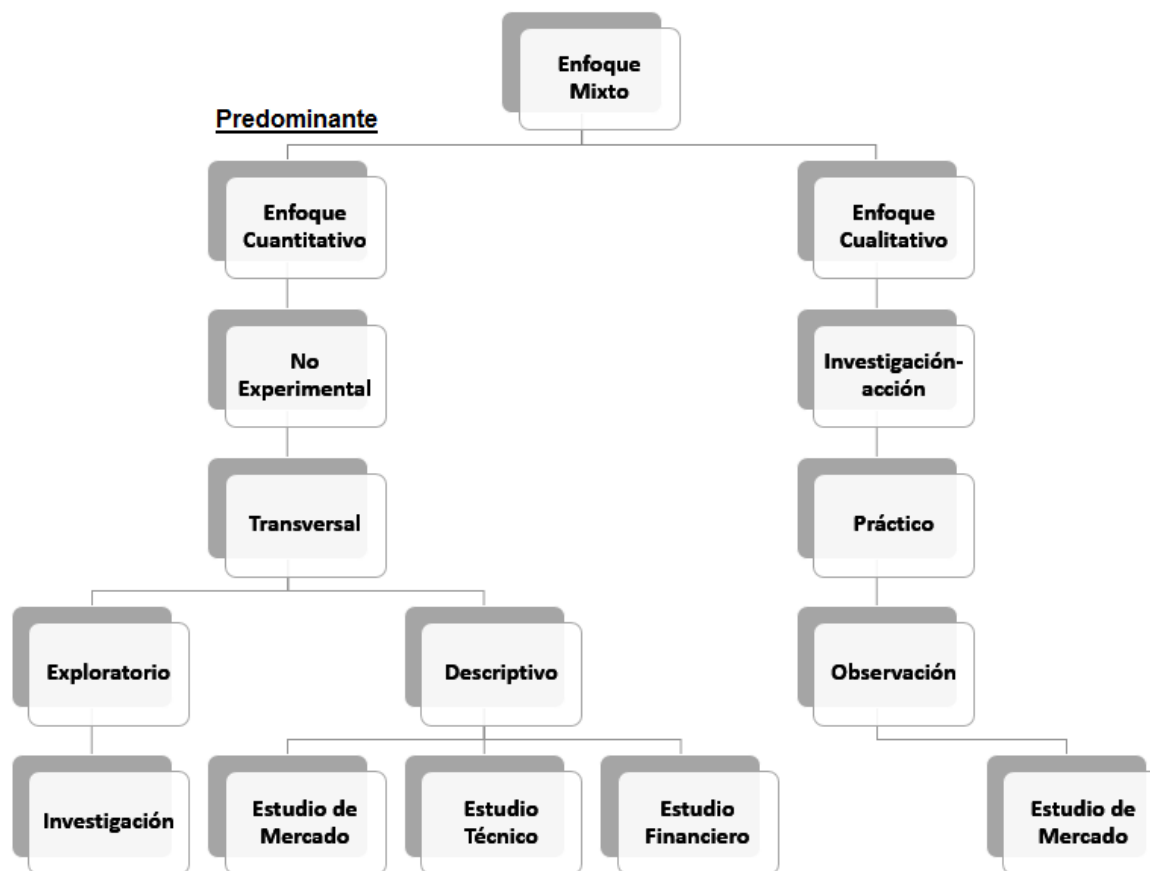 Enfoque
Mixto
Predominante
Enfoque
Cuantitativo
Enfoque
Cualitativo
No
Experimental
Investigación-
acción
Transversal
Práctico
Exploratorio
Descriptivo
Observación
Investigación
Estudio de
Mercado
Estudio
Técnico
Estudio
Financiero
Estudio de
Mercado